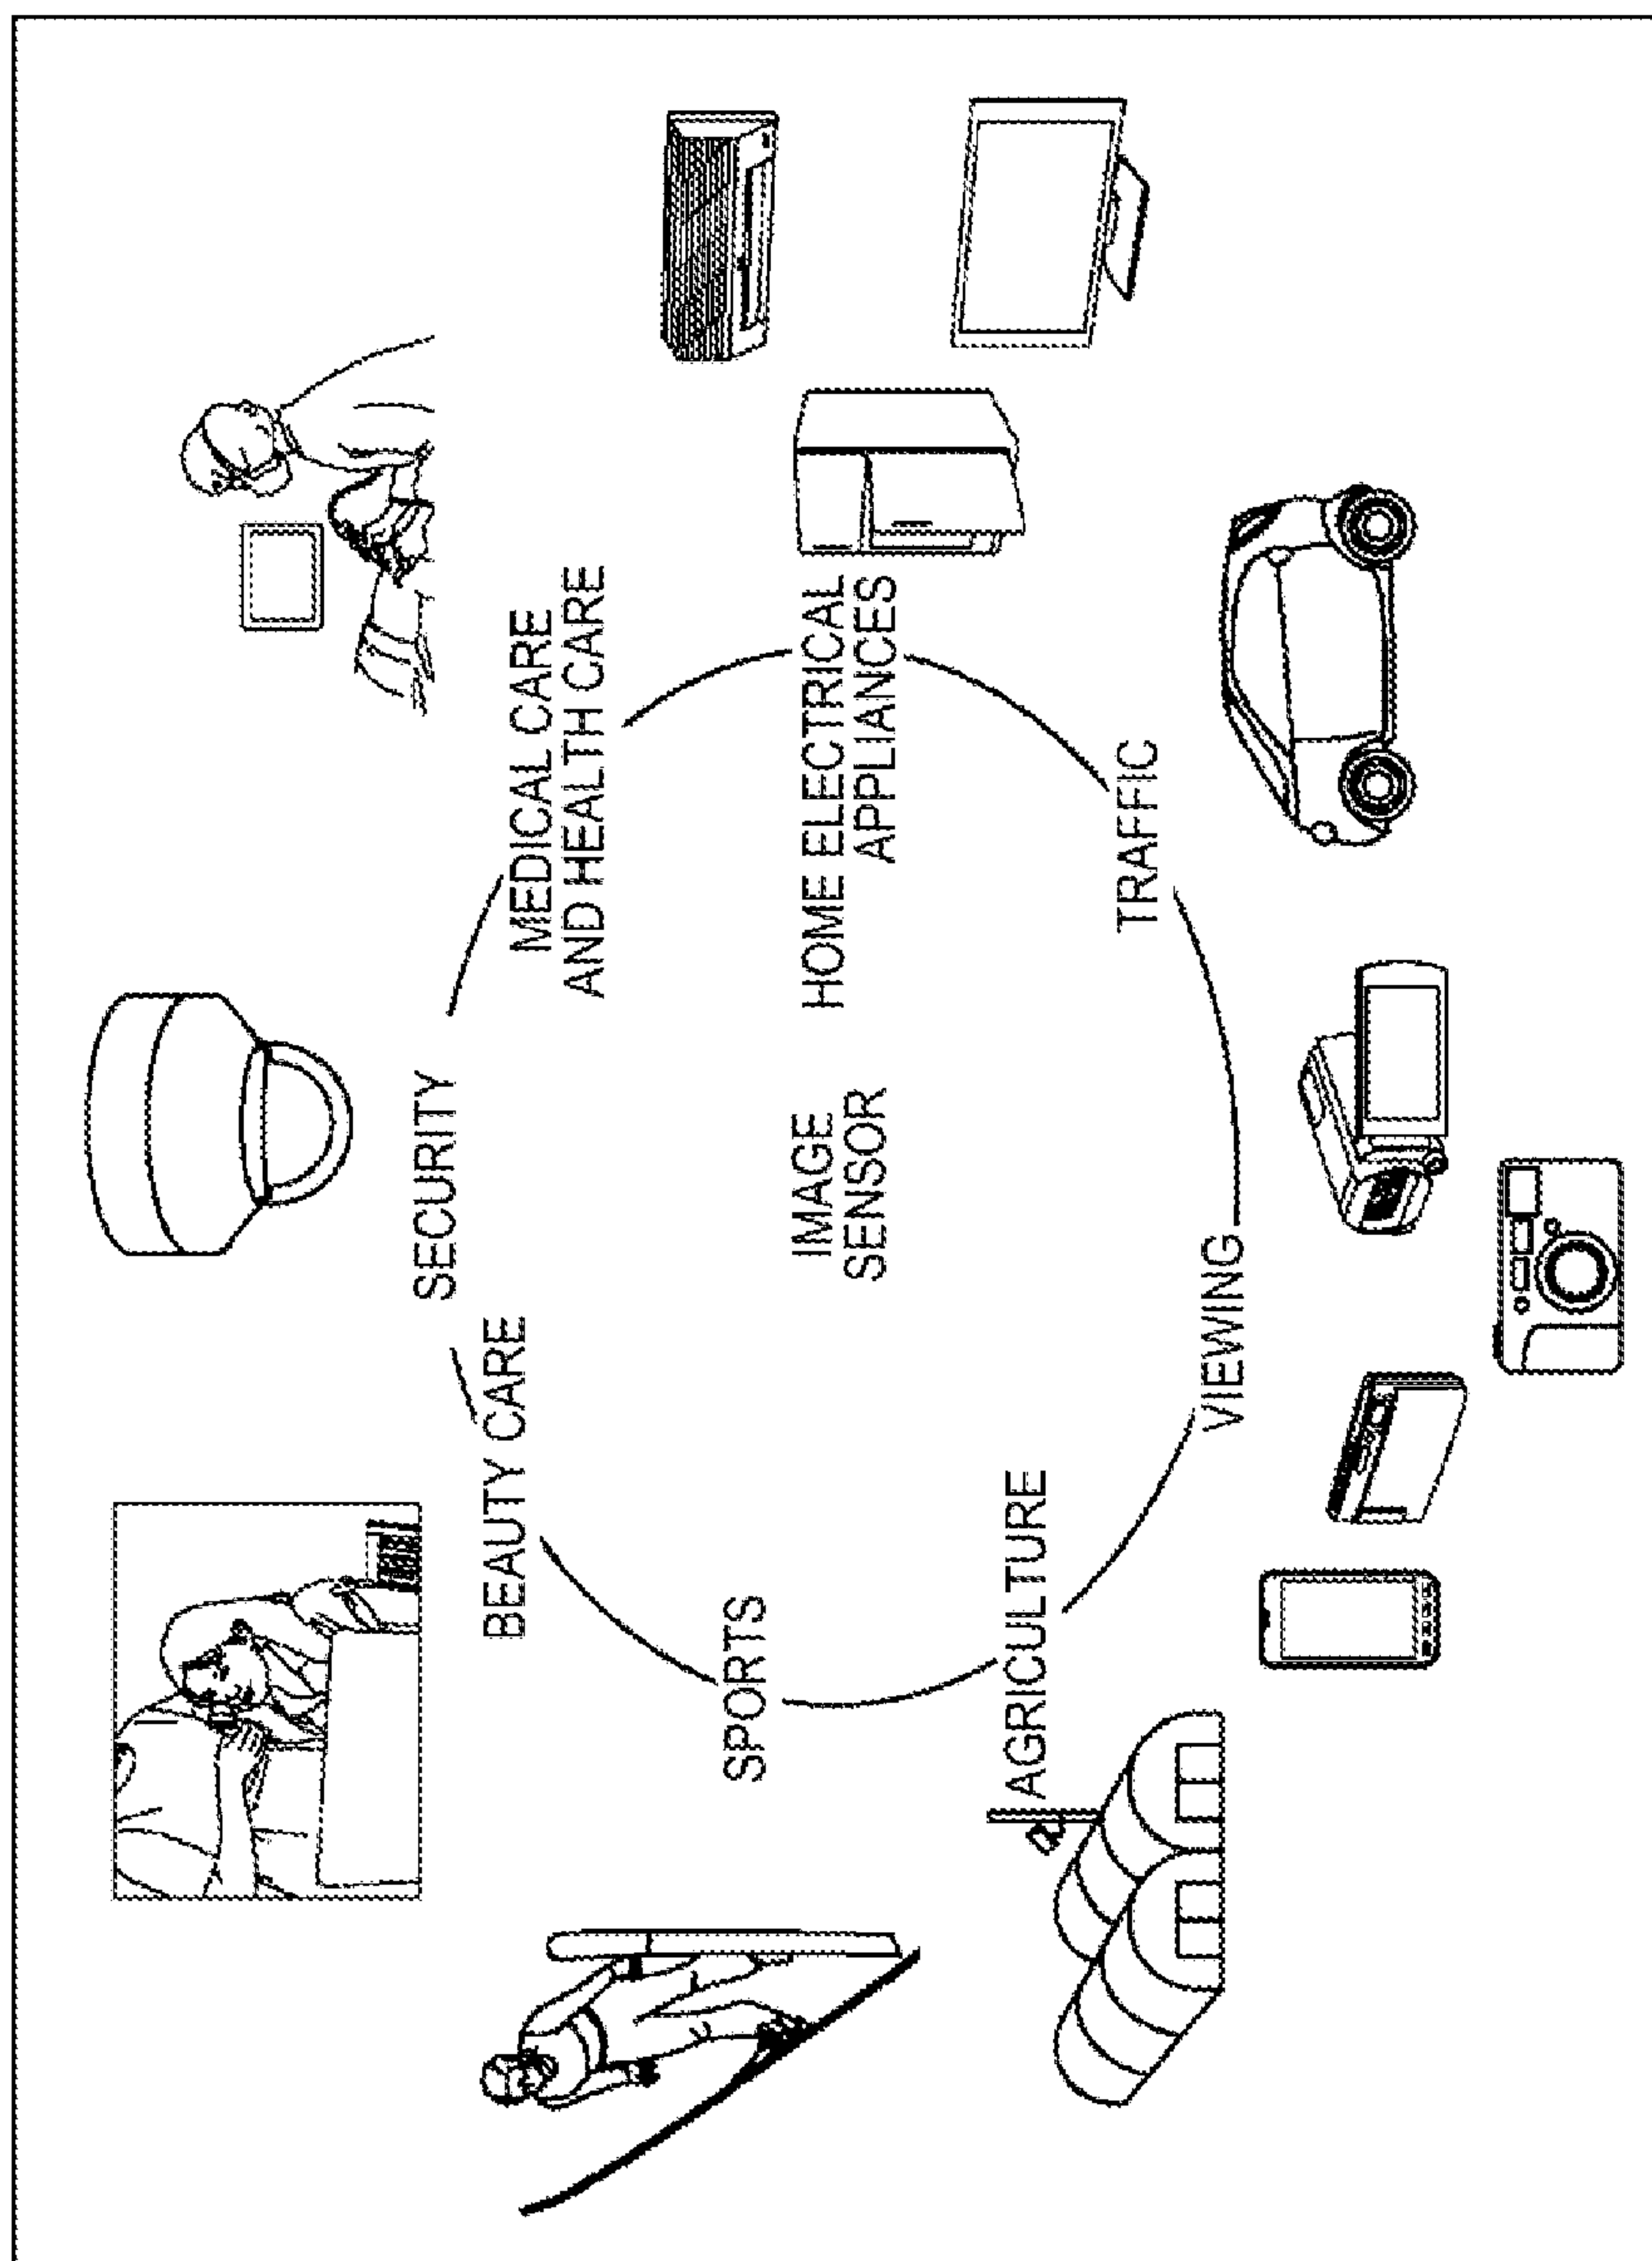 SECURITY
BEAUTY CARE
MEDICAL CARE
AND HEALTH CARE
SPORTS
IMAGE
SENSOR
HOME ELECTRICAL
APPLIANCES
AGRICULTURE
TRAFFIC
VIEWING